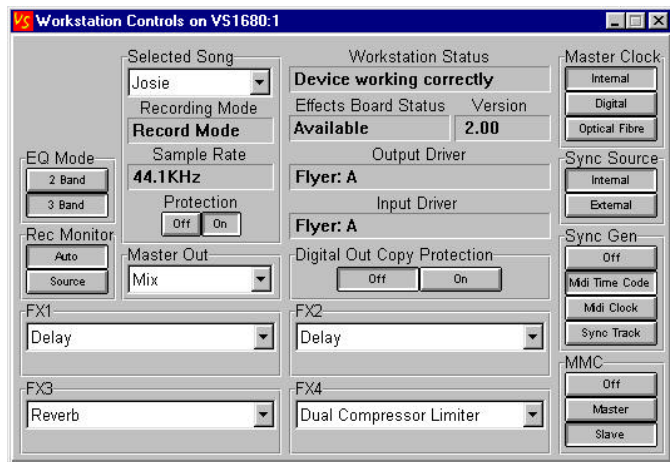 VS Workstation Controls on VS1680:1
Selected Song
Josie
Recording Mode
Record Mode
Sample Rate
44.1KHz
Protection
Off On
EQ Mode
2 Band
3 Band
Rec Monitor
Auto
Source
Master Out
Mix
Workstation Status
Device working correctly
Effects Board Status Version
Available 2.00
Output Driver
Flyer: A
Input Driver
Flyer: A
Digital Out Copy Protection
Off On
FX1
Delay
FX2
Delay
FX3
Reverb
FX4
Dual Compressor Limiter
Master Clock
Internal
Digital
Optical Fibre
Sync Source
Internal
External
Sync Gen
Off
Midi Time Code
Midi Clock
Sync Track
MMC
Off
Master
Slave